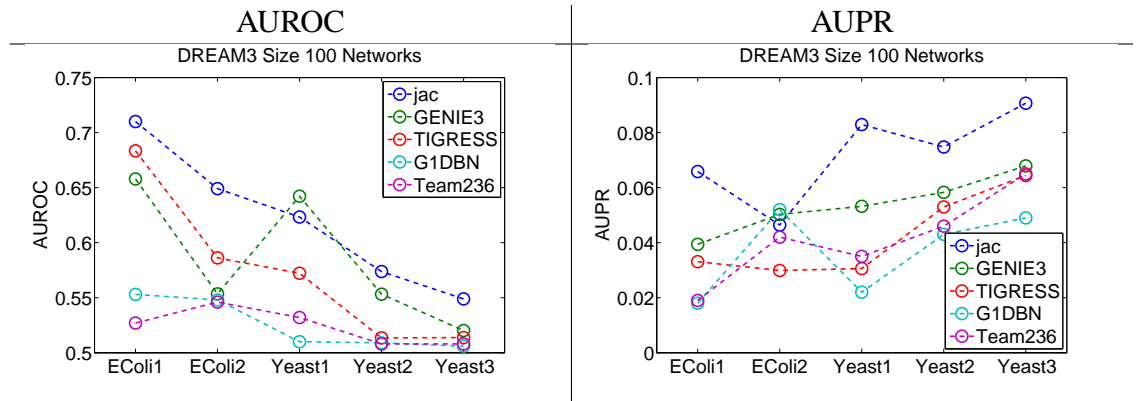 AUROC
AUPR
DREAM3 Size 100 Networks
0.75
0.7
0.65
0.6
0.55
0.5
AUROC
jac
GENIE3
TIGRESS
G1DBN
Team236
EColi1 EColi2 Yeast1 Yeast2 Yeast3
DREAM3 Size 100 Networks
0.1
0.08
0.06
0.04
0.02
0
AUPR
jac
GENIE3
TIGRESS
G1DBN
Team236
EColi1 EColi2 Yeast1 Yeast2 Yeast3